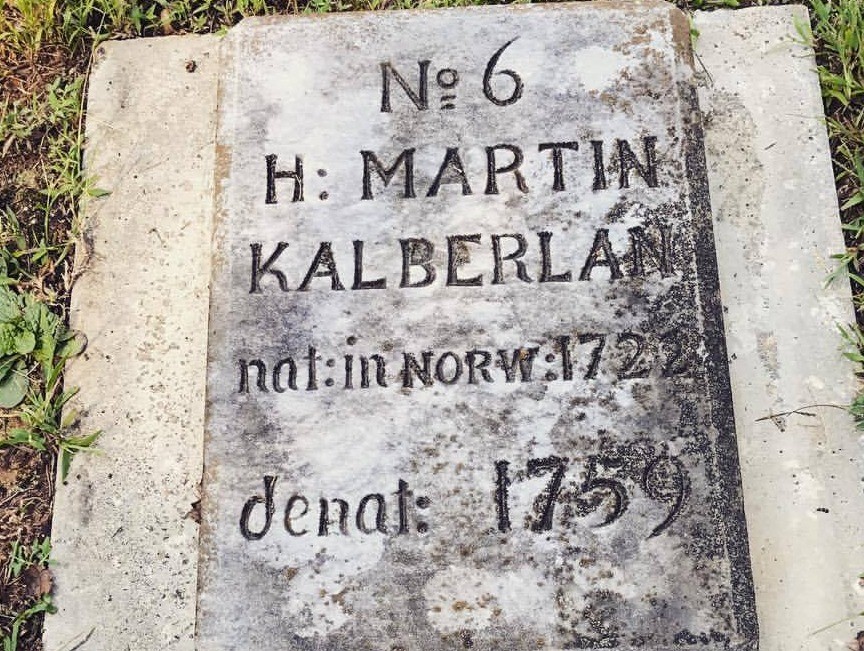 Nº 6
H: MARTIN
KALBERLAN
nat: in NORW: 1722
denat: 1759